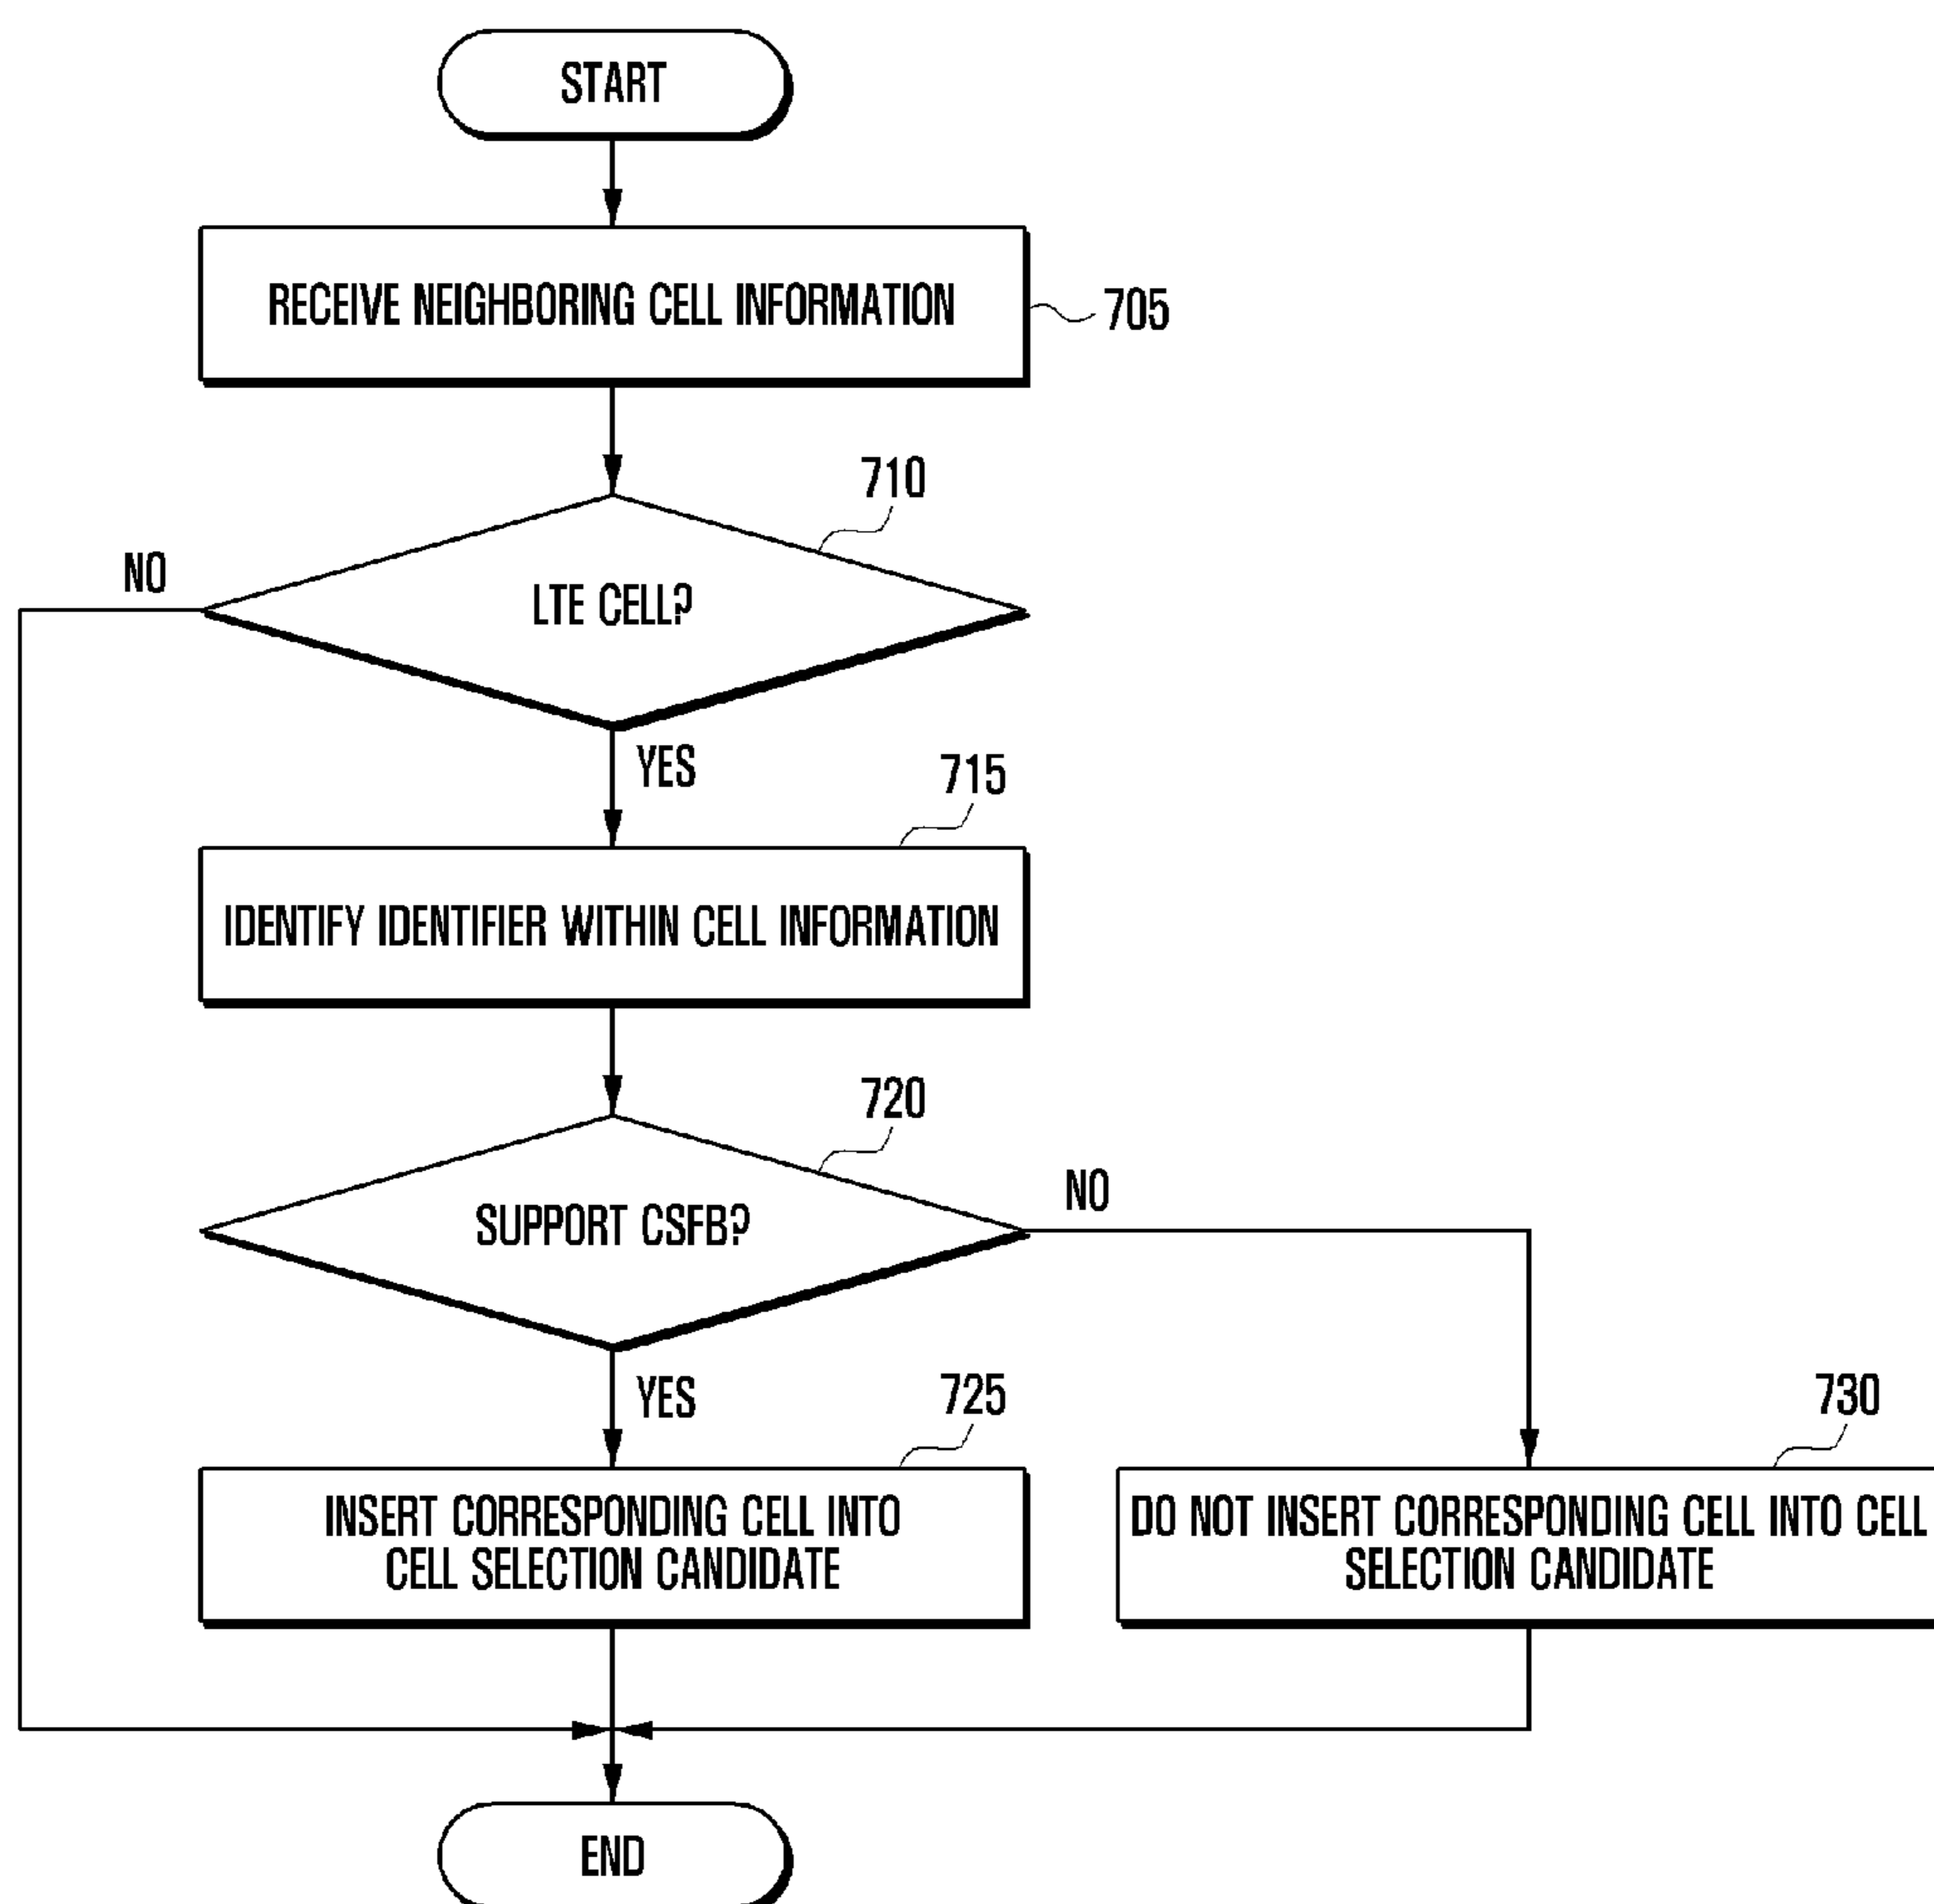 START
RECEIVE NEIGHBORING CELL INFORMATION
705
710
LTE CELL?
NO
YES
715
IDENTIFY IDENTIFIER WITHIN CELL INFORMATION
720
SUPPORT CSFB?
NO
YES
725
INSERT CORRESPONDING CELL INTO
CELL SELECTION CANDIDATE
730
DO NOT INSERT CORRESPONDING CELL INTO CELL
SELECTION CANDIDATE
END